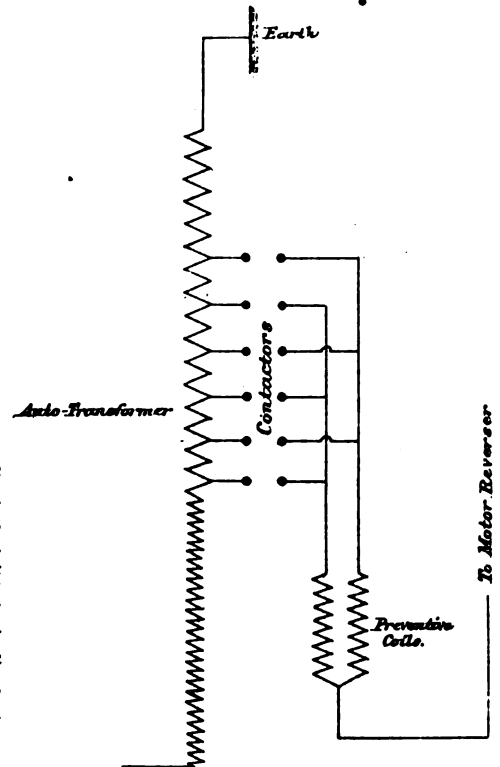 Earth
Contactors
Auto-Transformer
To Motor Reverser
Preventive
Coils.